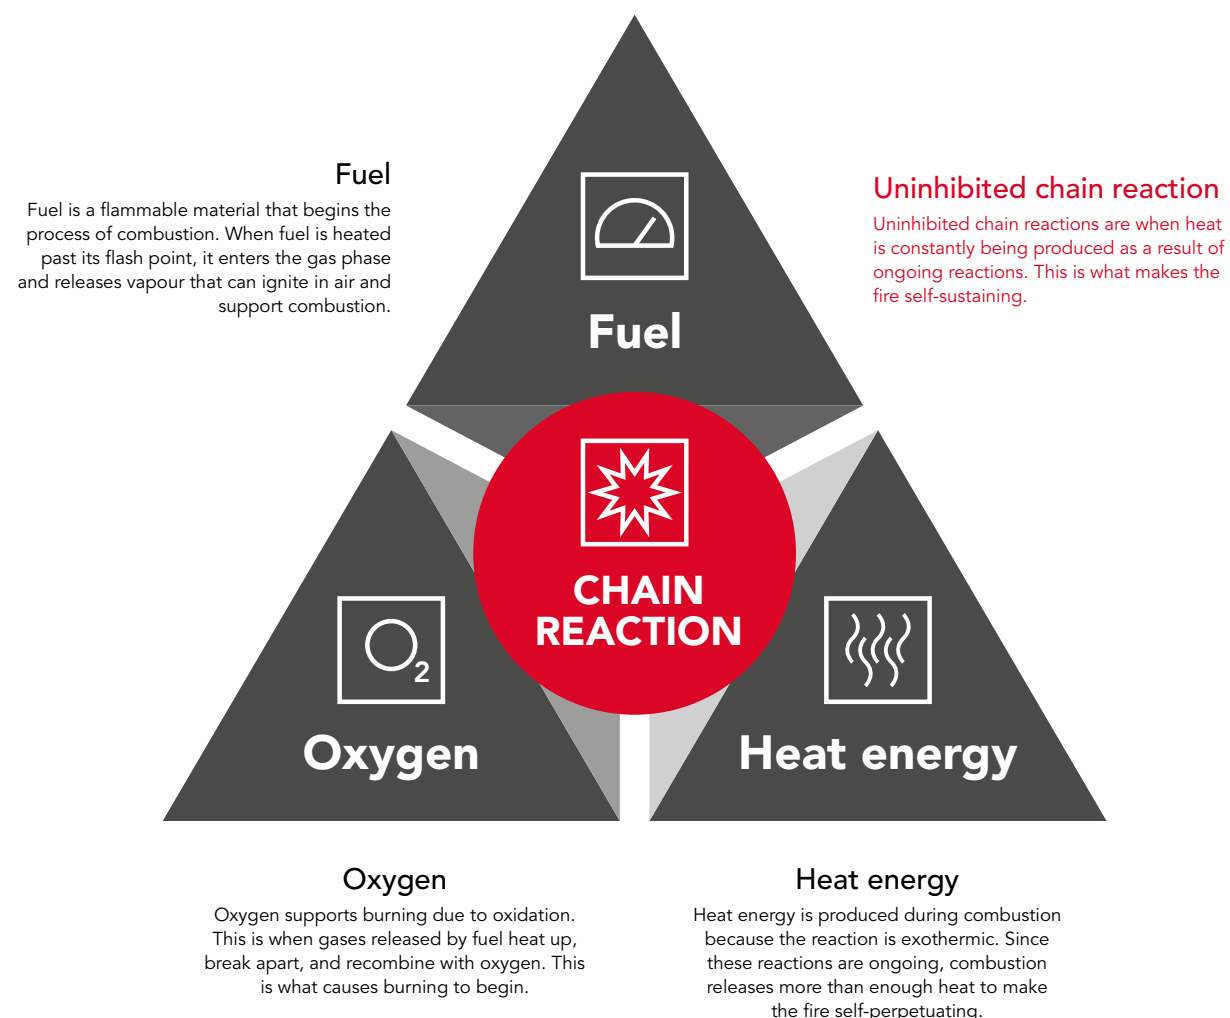 Fuel
Fuel is a flammable material that begins the
process of combustion. When fuel is heated
past its flash point, it enters the gas phase
and releases vapour that can ignite in air and
support combustion.
Uninhibited chain reaction
Uninhibited chain reactions are when heat
is constantly being produced as a result of
ongoing reactions. This is what makes the
fire self-sustaining.
Fuel
CHAIN
REACTION
O2
Oxygen
Heat energy
Oxygen
Oxygen supports burning due to oxidation.
This is when gases released by fuel heat up,
break apart, and recombine with oxygen. This
is what causes burning to begin.
Heat energy
Heat energy is produced during combustion
because the reaction is exothermic. Since
these reactions are ongoing, combustion
releases more than enough heat to make
the fire self-perpetuating.